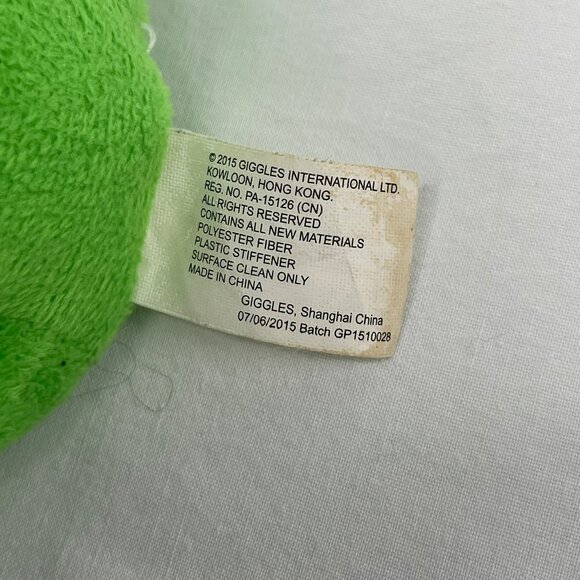 © 2015 GIGGLES INTERNATIONAL LTD.
KOWLOON, HONG KONG.
REG. NO. PA-15126 (CN)
ALL RIGHTS RESERVED
CONTAINS ALL NEW MATERIALS
POLYESTER FIBER
PLASTIC STIFFENER
SURFACE CLEAN ONLY
MADE IN CHINA
GIGGLES, Shanghai China
07/06/2015 Batch GP1510028